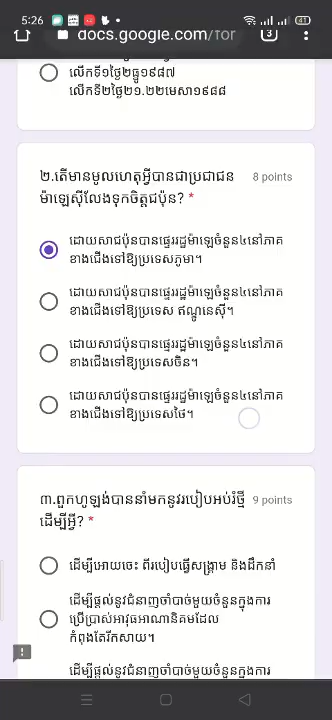 5:26
41
docs.google.com/for
3
លើកទី១ថ្ងៃ២ធ្នូ១៩៨៧
លើកទី២ថ្ងៃ២១.២២មេសា១៩៨៨
២.តើមានមូលហេតុអ្វីបានជាប្រជាជន 8 points
ម៉ាឡេស៊ីលែងទុកចិត្តជប៉ុន? *
ដោយសាជប៉ុនបានផ្ទេររដ្ឋម៉ាឡេចំនួន៤នៅភាគ
ខាងជើងទៅឱ្យប្រទេសភូមា។
ដោយសាជប៉ុនបានផ្ទេររដ្ឋម៉ាឡេចំនួន៤នៅភាគ
ខាងជើងទៅឱ្យប្រទេស ឥណ្ឌូនេស៊ី។
ដោយសាជប៉ុនបានផ្ទេររដ្ឋម៉ាឡេចំនួន៤នៅភាគ
ខាងជើងទៅឱ្យប្រទេសចិន។
ដោយសាជប៉ុនបានផ្ទេររដ្ឋម៉ាឡេចំនួន៤នៅភាគ
ខាងជើងទៅឱ្យប្រទេសថៃ។
៣.ពួកហូឡង់បាននាំមកនូវរបៀបអប់រំថ្មី 9 points
ដើម្បីអ្វី? *
ដើម្បីអោយចេះ ពីរបៀបធ្វើសង្គ្រាម និងដឹកនាំ
ដើម្បីផ្តល់នូវជំនាញចាំបាច់មួយចំនួនក្នុងការ
ប្រើប្រាស់អាវុធអាណានិគមដែល
កំពុងតែរីកសាយ។
ដើម្បីផ្តល់នូវជំនាញចាំបាច់មួយចំនួនក្នុងការ